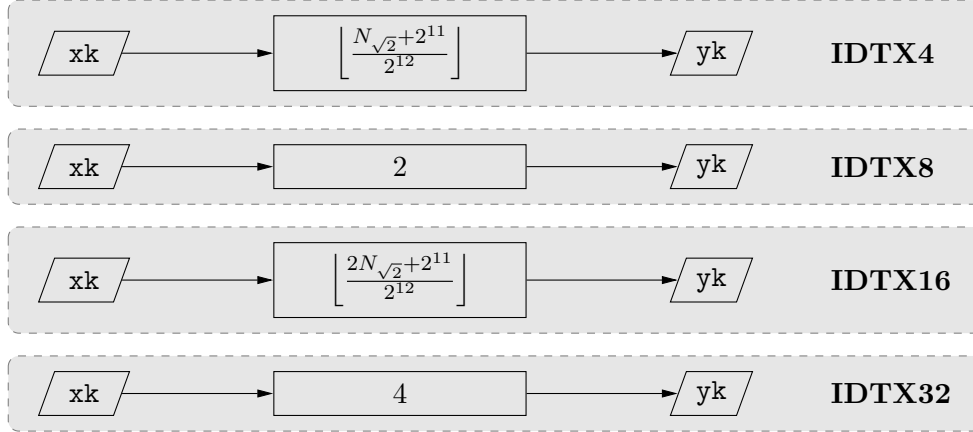 xk ⌊(N_√2+2^11)/2^12⌋ yk IDTX4
xk 2 yk IDTX8
xk ⌊(2N_√2+2^11)/2^12⌋ yk IDTX16
xk 4 yk IDTX32